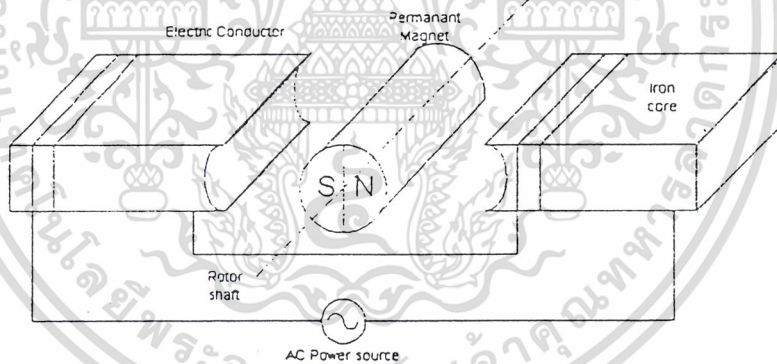 Electric Conductor
Permanant
Magnet
Iron
core
S N
Rotor
shaft
AC Power source